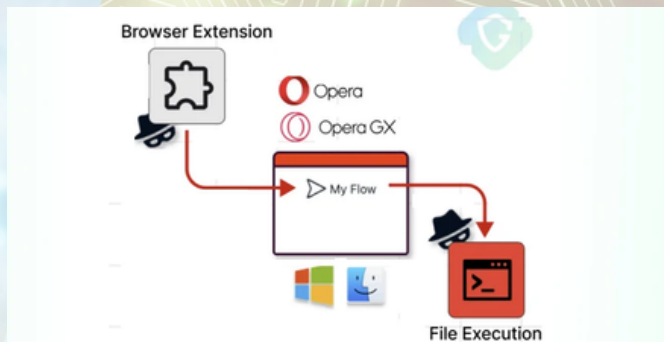 Browser Extension
Opera
Opera GX
My Flow
>_
File Execution